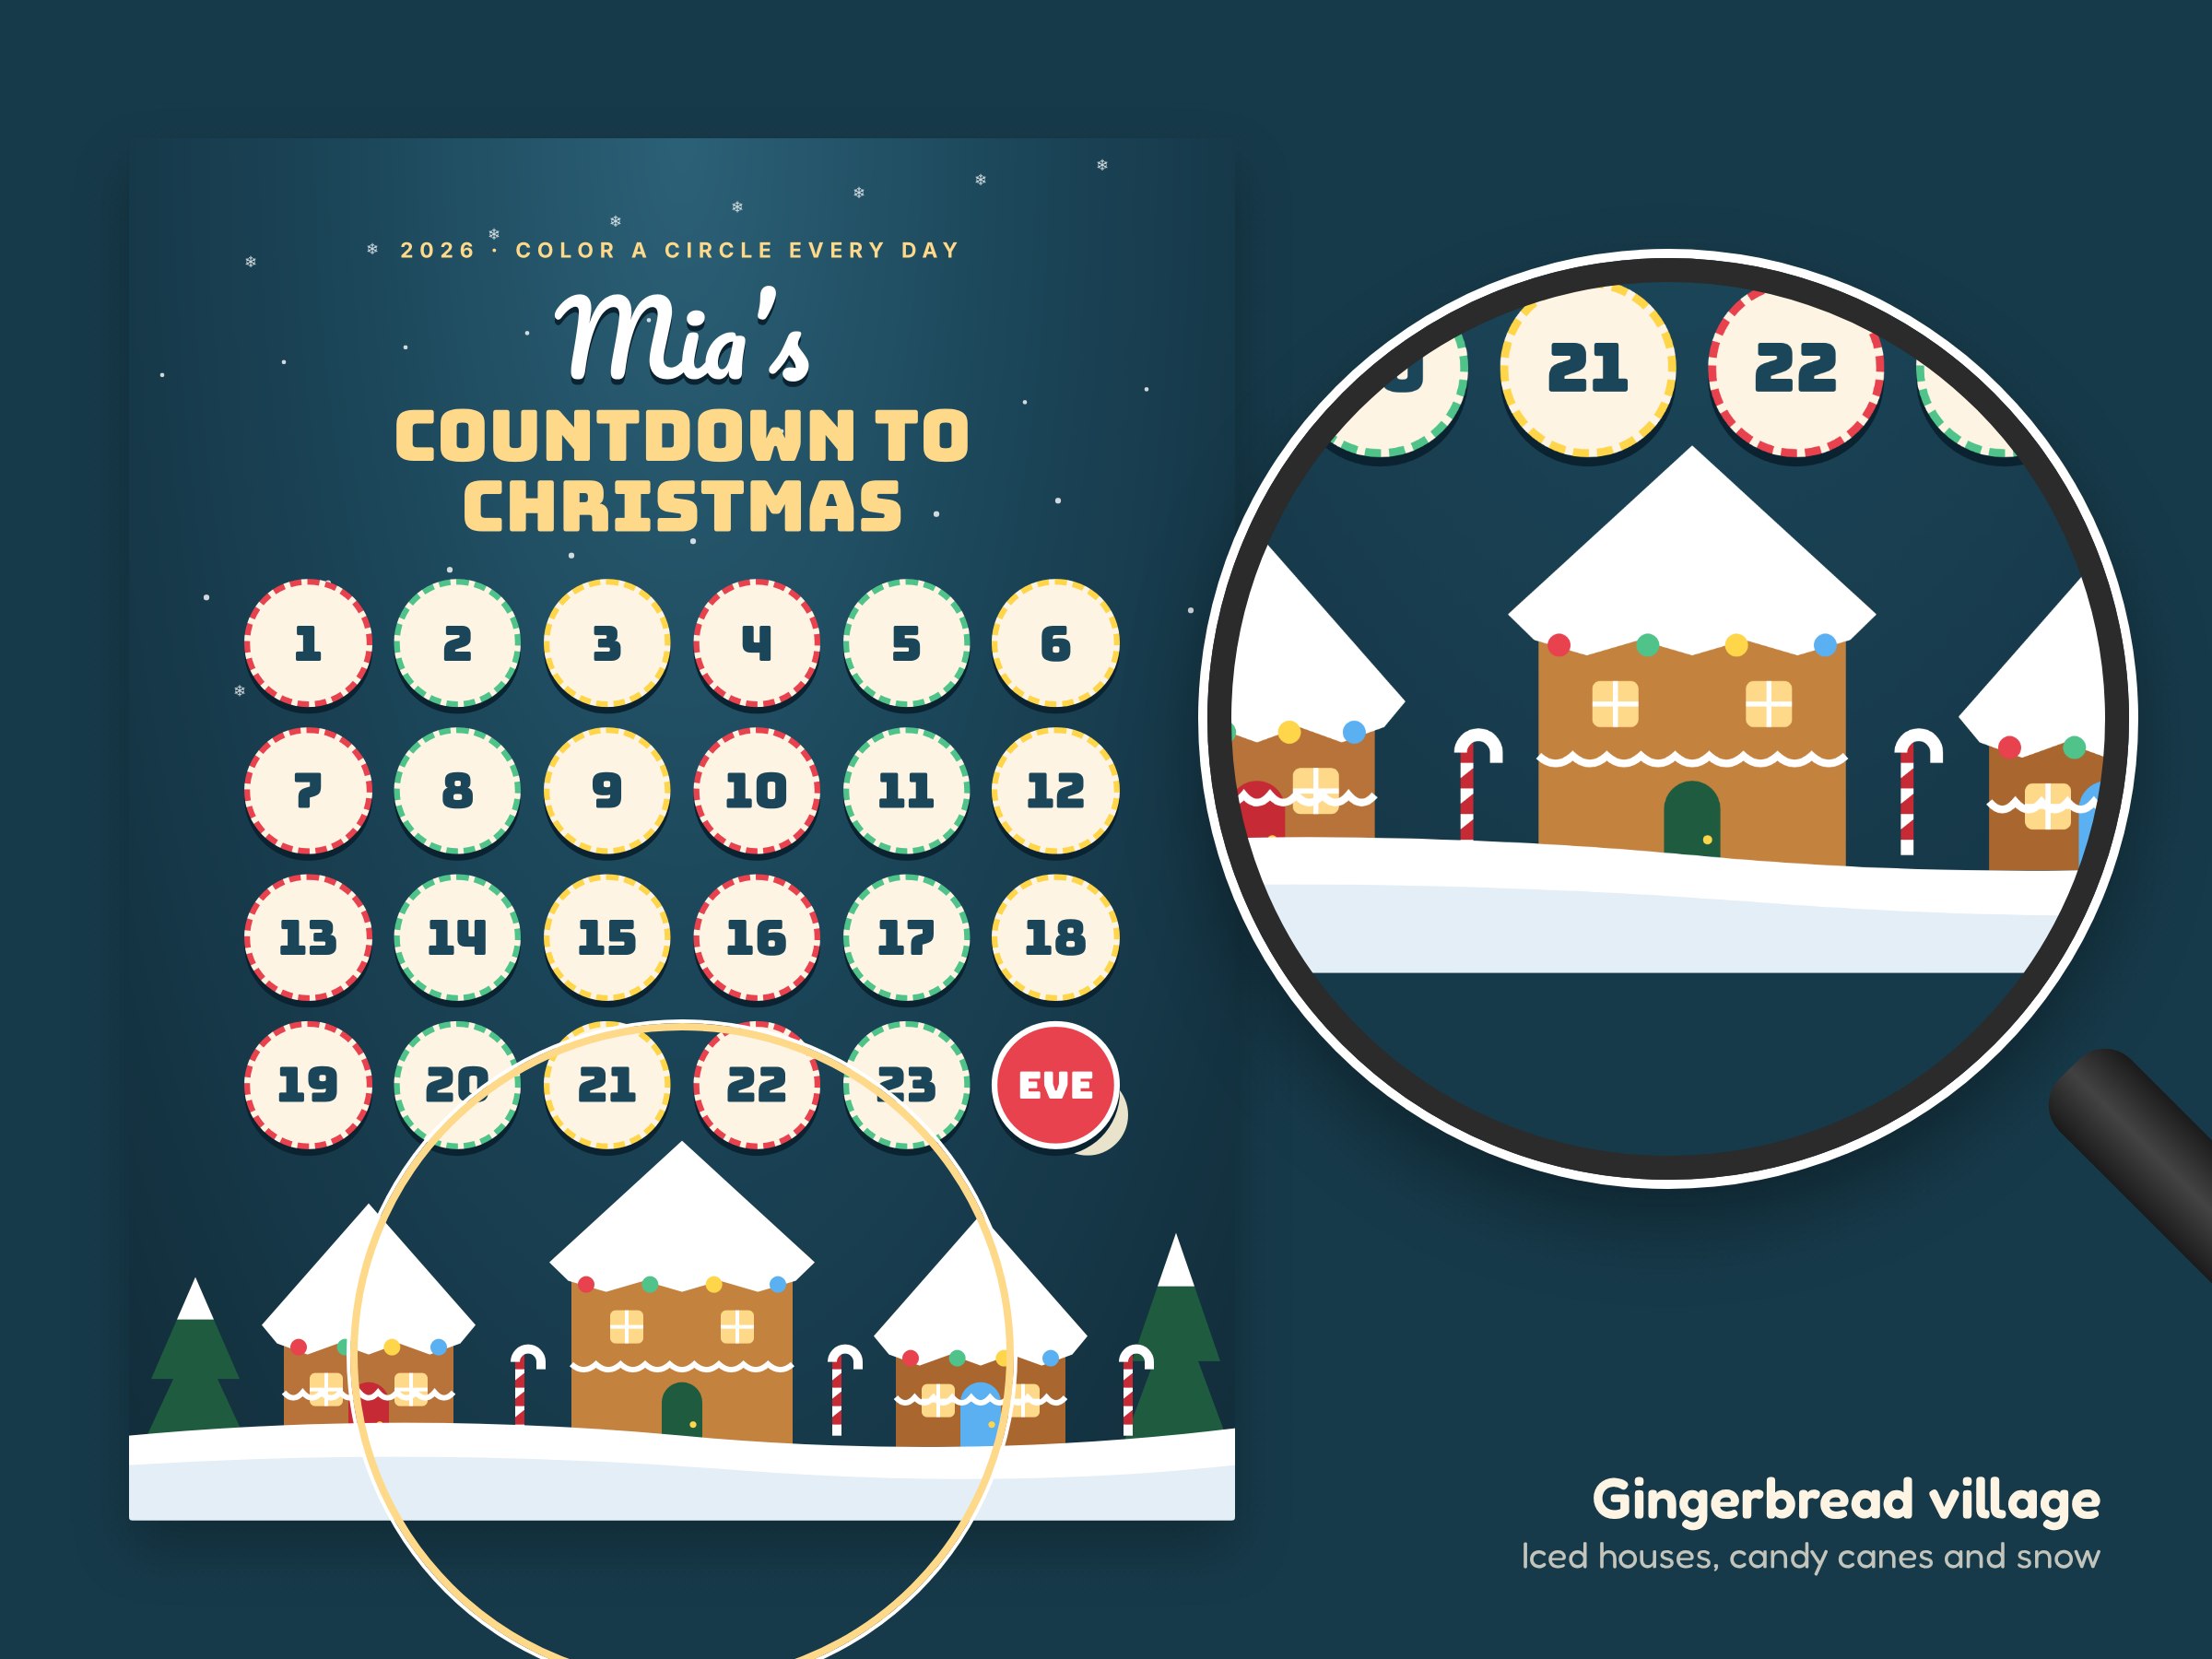 2026 · COLOR A CIRCLE EVERY DAY
Mia's
COUNTDOWN TO
CHRISTMAS
1 2 3 4 5 6
7 8 9 10 11 12
13 14 15 16 17 18
19 20 21 22 23 EVE
21 22
Gingerbread village
Iced houses, candy canes and snow